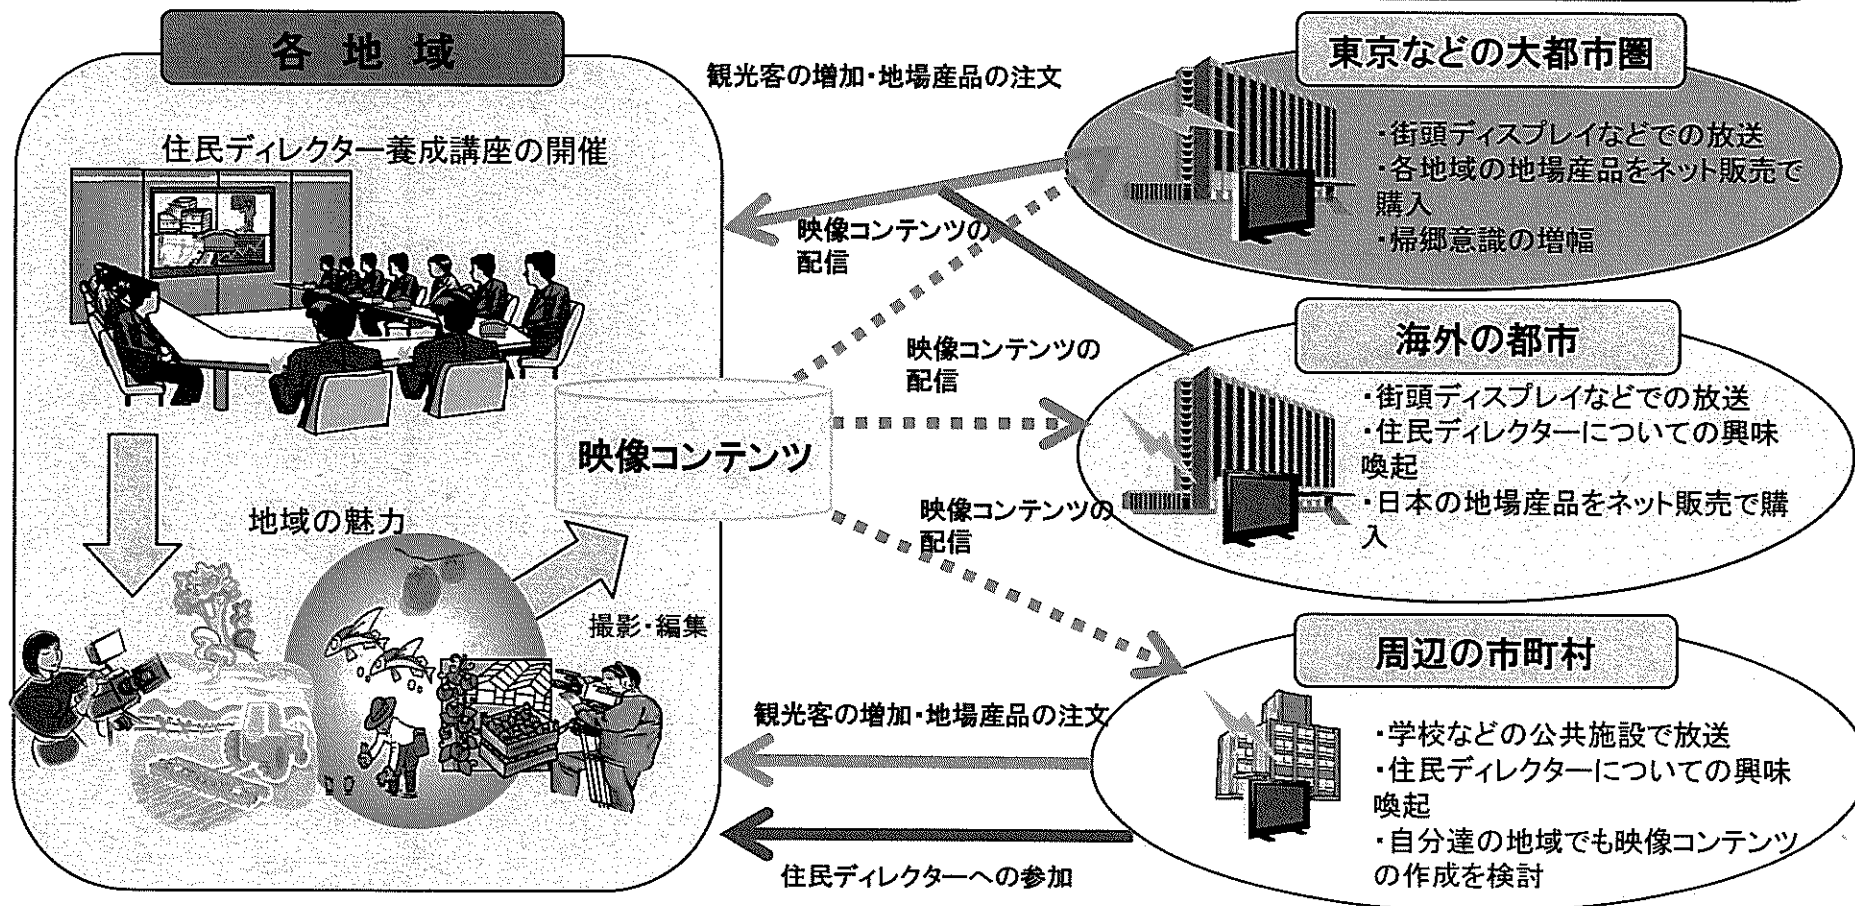 各地域
住民ディレクター養成講座の開催
地域の魅力
撮影・編集
映像コンテンツ
観光客の増加・地場産品の注文
映像コンテンツの
配信
映像コンテンツの
配信
映像コンテンツの
配信
観光客の増加・地場産品の注文
住民ディレクターへの参加
東京などの大都市圏
・街頭ディスプレイなどでの放送
・各地域の地場産品をネット販売で
購入
・帰郷意識の増幅
海外の都市
・街頭ディスプレイなどでの放送
・住民ディレクターについての興味
喚起
・日本の地場産品をネット販売で購
入
周辺の市町村
・学校などの公共施設で放送
・住民ディレクターについての興味
喚起
・自分達の地域でも映像コンテンツ
の作成を検討